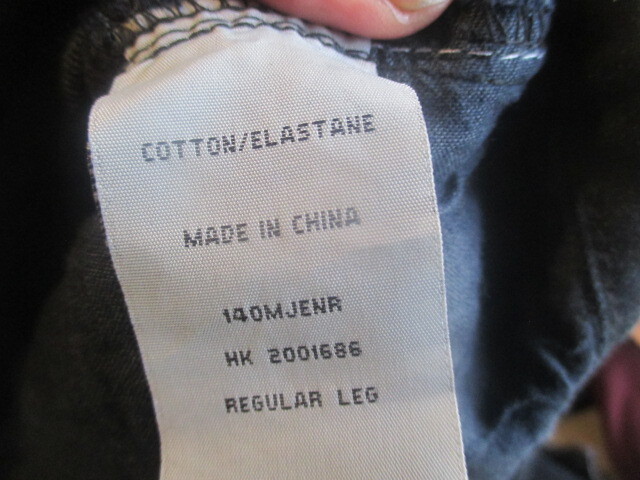 COTTON/ELASTANE
MADE IN CHINA
140MJENR
HK 2001686
REGULAR LEG